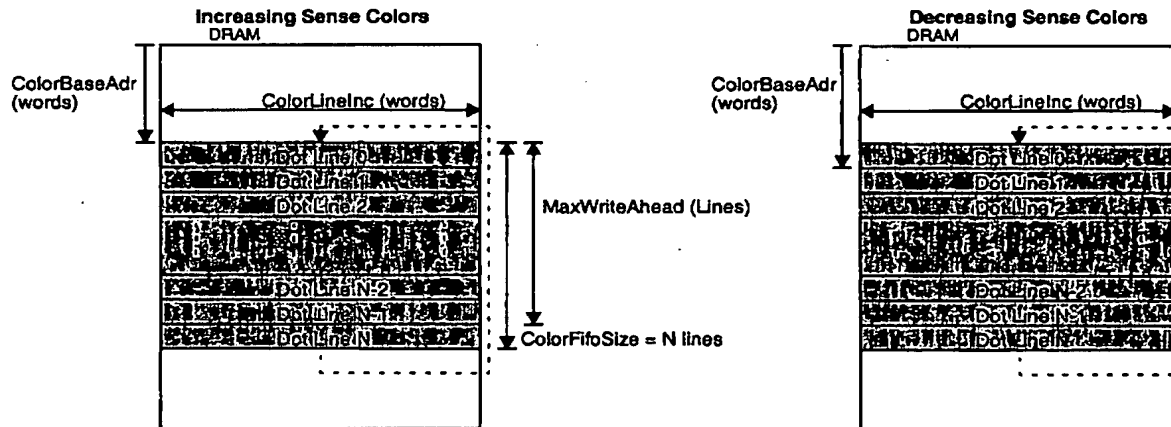 Increasing Sense Colors
DRAM
ColorBaseAdr
(words)
ColorLineInc (words)
Dot Line 0
Dot Line 1
Dot Line 2
Dot Line N-2
Dot Line N-1
Dot Line N
MaxWriteAhead (Lines)
ColorFifoSize = N lines
Decreasing Sense Colors
DRAM
ColorBaseAdr
(words)
ColorLineInc (words)
Dot Line 0
Dot Line 1
Dot Line 2
Dot Line N-2
Dot Line N-1
Dot Line N